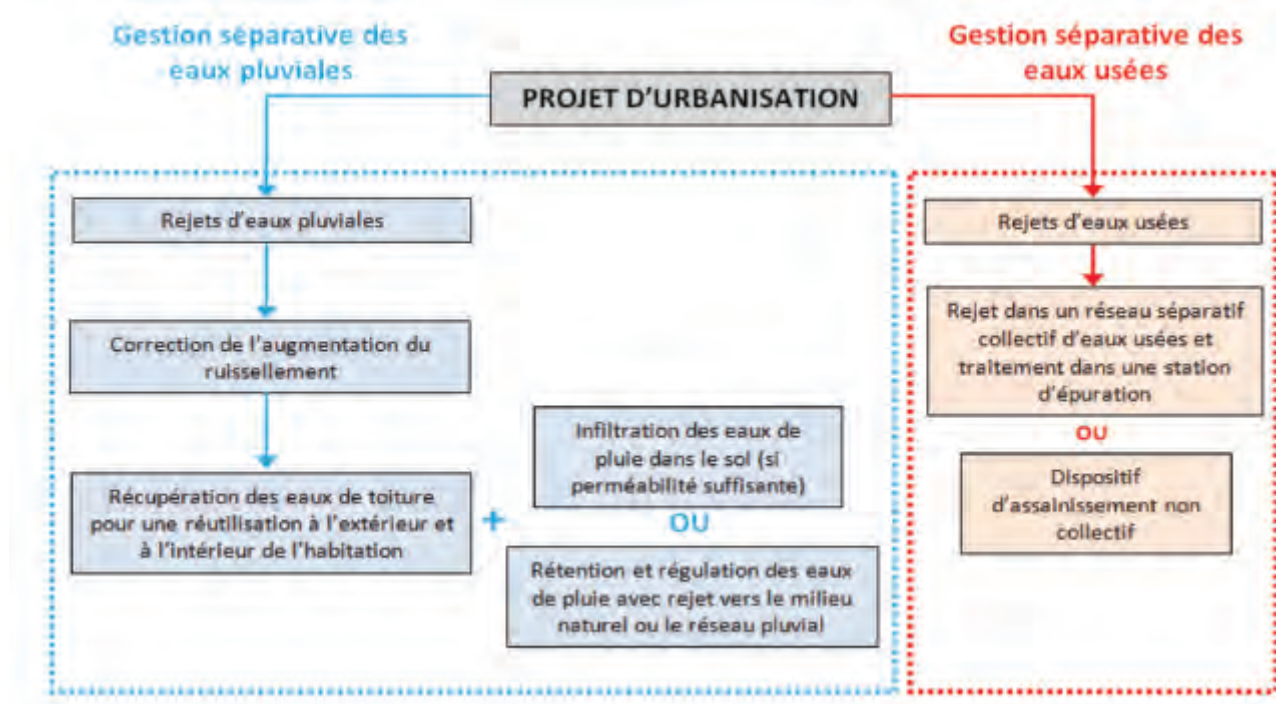 Gestion séparative des
eaux pluviales
Gestion séparative des
eaux usées
PROJET D'URBANISATION
Rejets d'eaux pluviales
Correction de l'augmentation du
ruissellement
Récupération des eaux de toiture
pour une réutilisation à l'extérieur et
à l'intérieur de l'habitation
+
Infiltration des eaux de
pluie dans le sol (si
perméabilité suffisante)
OU
Rétention et régulation des eaux
de pluie avec rejet vers le milieu
naturel ou le réseau pluvial
Rejets d'eaux usées
Rejet dans un réseau séparatif
collectif d'eaux usées et
traitement dans une station
d'épuration
OU
Dispositif
d'assainissement non
collectif